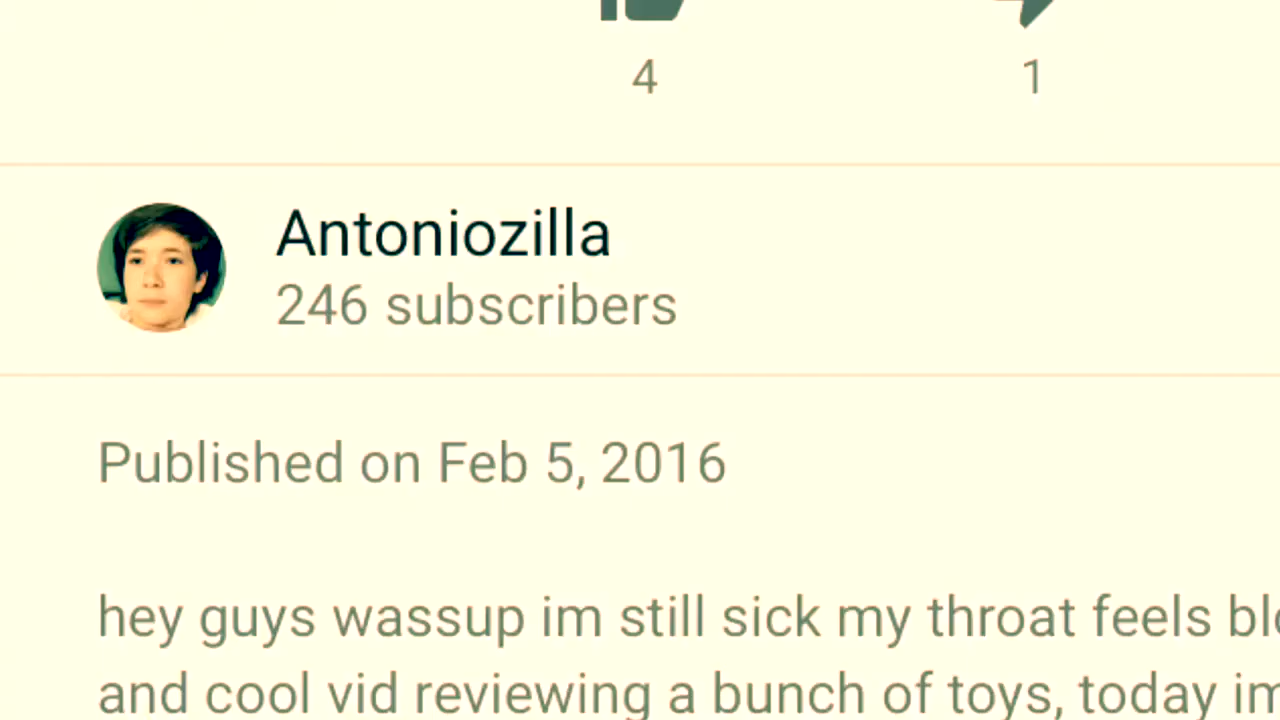 4 1
Antoniozilla
246 subscribers
Published on Feb 5, 2016
hey guys wassup im still sick my throat feels
and cool vid reviewing a bunch of toys, today im